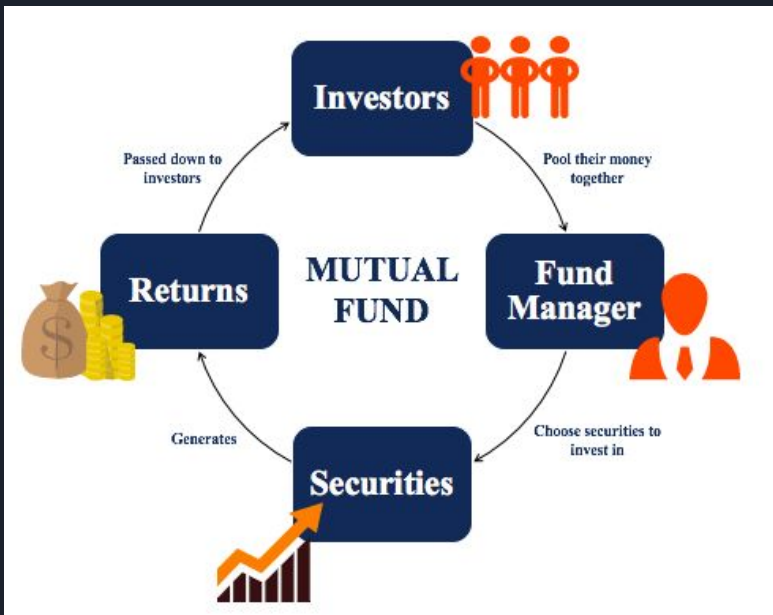 Investors
Pool their money
together
Fund
Manager
Choose securities to
invest in
Securities
Generates
Returns
$
Passed down to
investors
MUTUAL
FUND